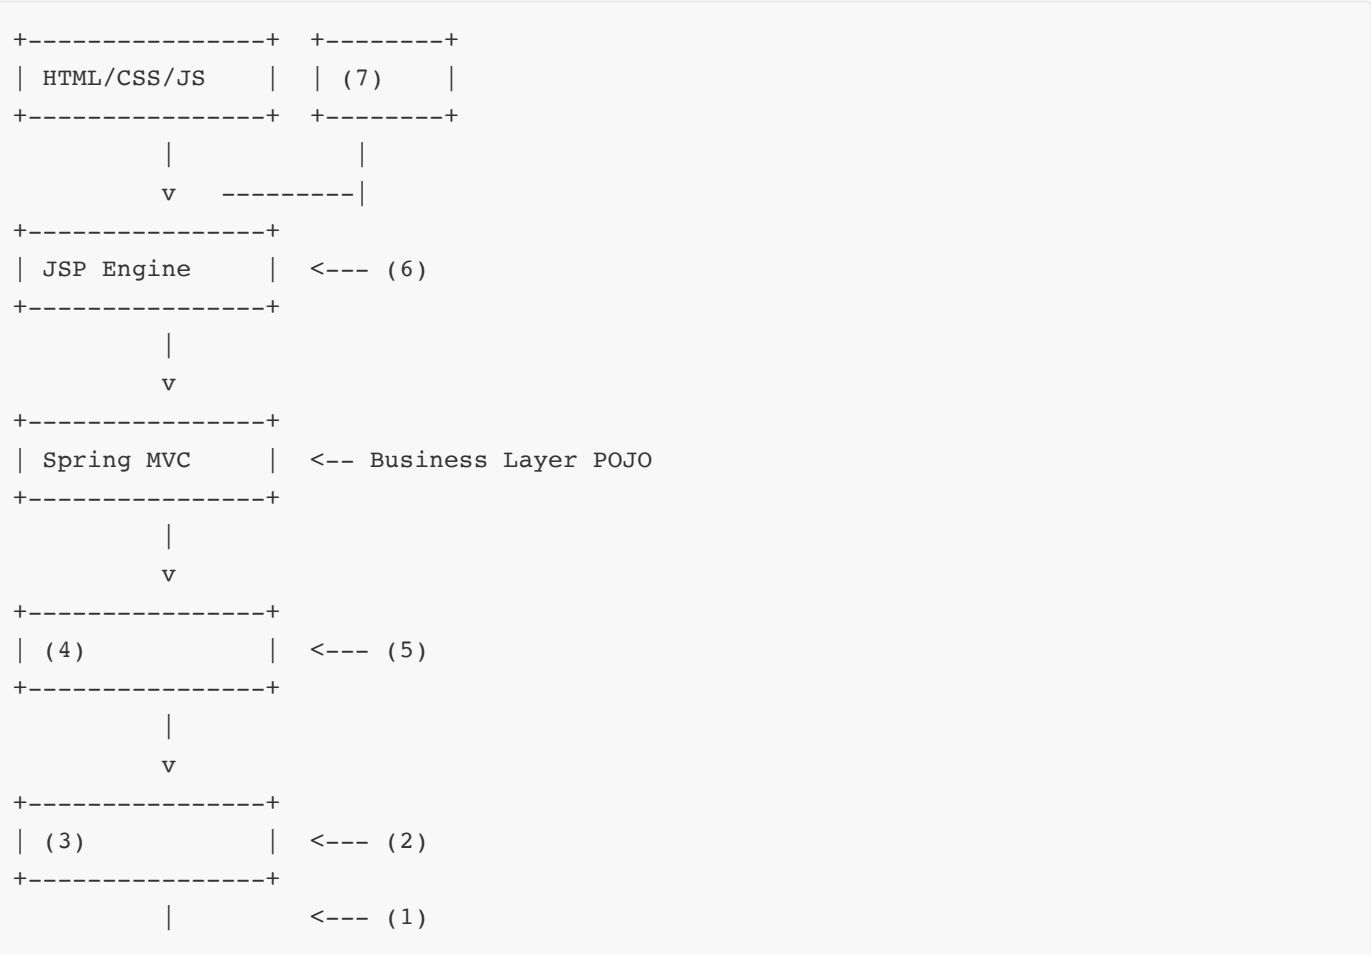 +----------------+  +--------+
| HTML/CSS/JS    |  | (7)    |
+----------------+  +--------+
          |            |
          v   ---------|
+----------------+
| JSP Engine     |  <--- (6)
+----------------+
          |
          v
+----------------+
| Spring MVC     |  <-- Business Layer POJO
+----------------+
          |
          v
+----------------+
| (4)            |  <--- (5)
+----------------+
          |
          v
+----------------+
| (3)            |  <--- (2)
+----------------+
          |         <--- (1)